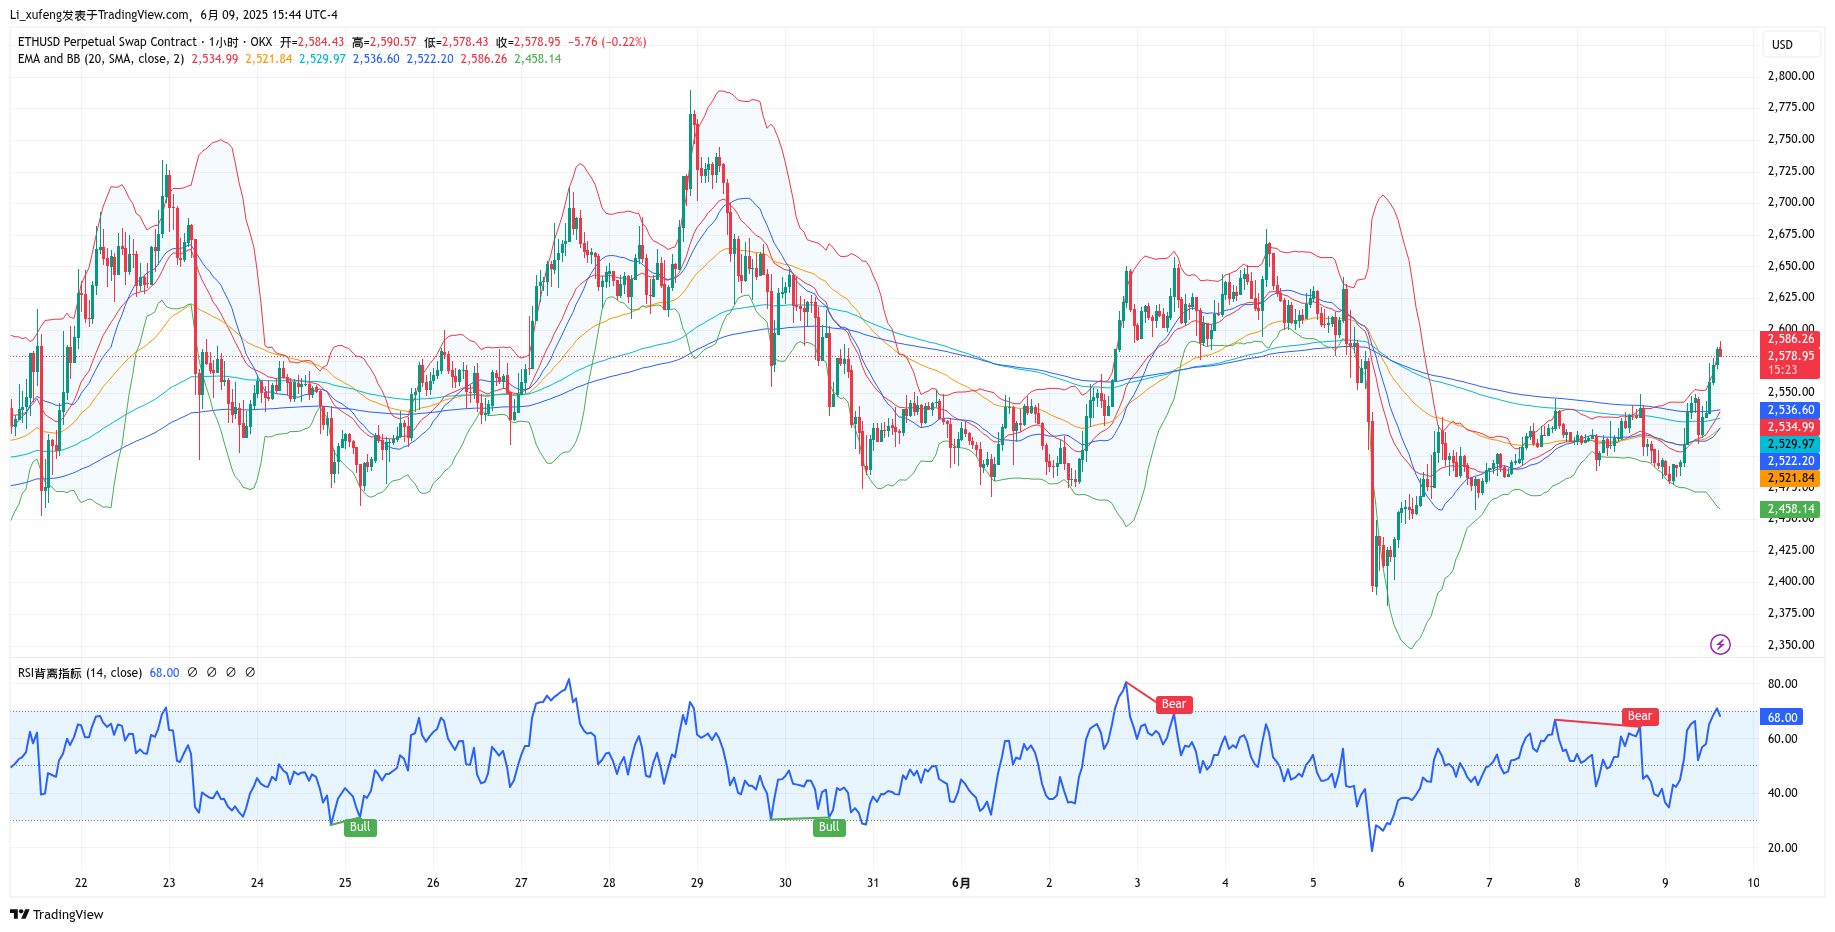 Li_xufeng发表于TradingView.com, 6月 09, 2025 15:44 UTC-4
ETHUSD Perpetual Swap Contract · 1小时 · OKX 开=2,584.43 高=2,590.57 低=2,578.43 收=2,578.95 −5.76 (−0.22%)
EMA and BB (20, SMA, close, 2) 2,534.99 2,521.84 2,529.97 2,536.60 2,522.20 2,586.26 2,458.14
USD
2,800.00
2,775.00
2,750.00
2,725.00
2,700.00
2,675.00
2,650.00
2,625.00
2,600.00
2,586.26
2,578.95
15:23
2,550.00
2,536.60
2,534.99
2,529.97
2,522.20
2,521.84
2,475.00
2,458.14
2,450.00
2,425.00
2,400.00
2,375.00
2,350.00
RSI背离指标 (14, close) 68.00 ∅ ∅ ∅ ∅
80.00
Bear
Bear
68.00
60.00
40.00
Bull
Bull
20.00
22 23 24 25 26 27 28 29 30 31 6月 2 3 4 5 6 7 8 9 10
TradingView